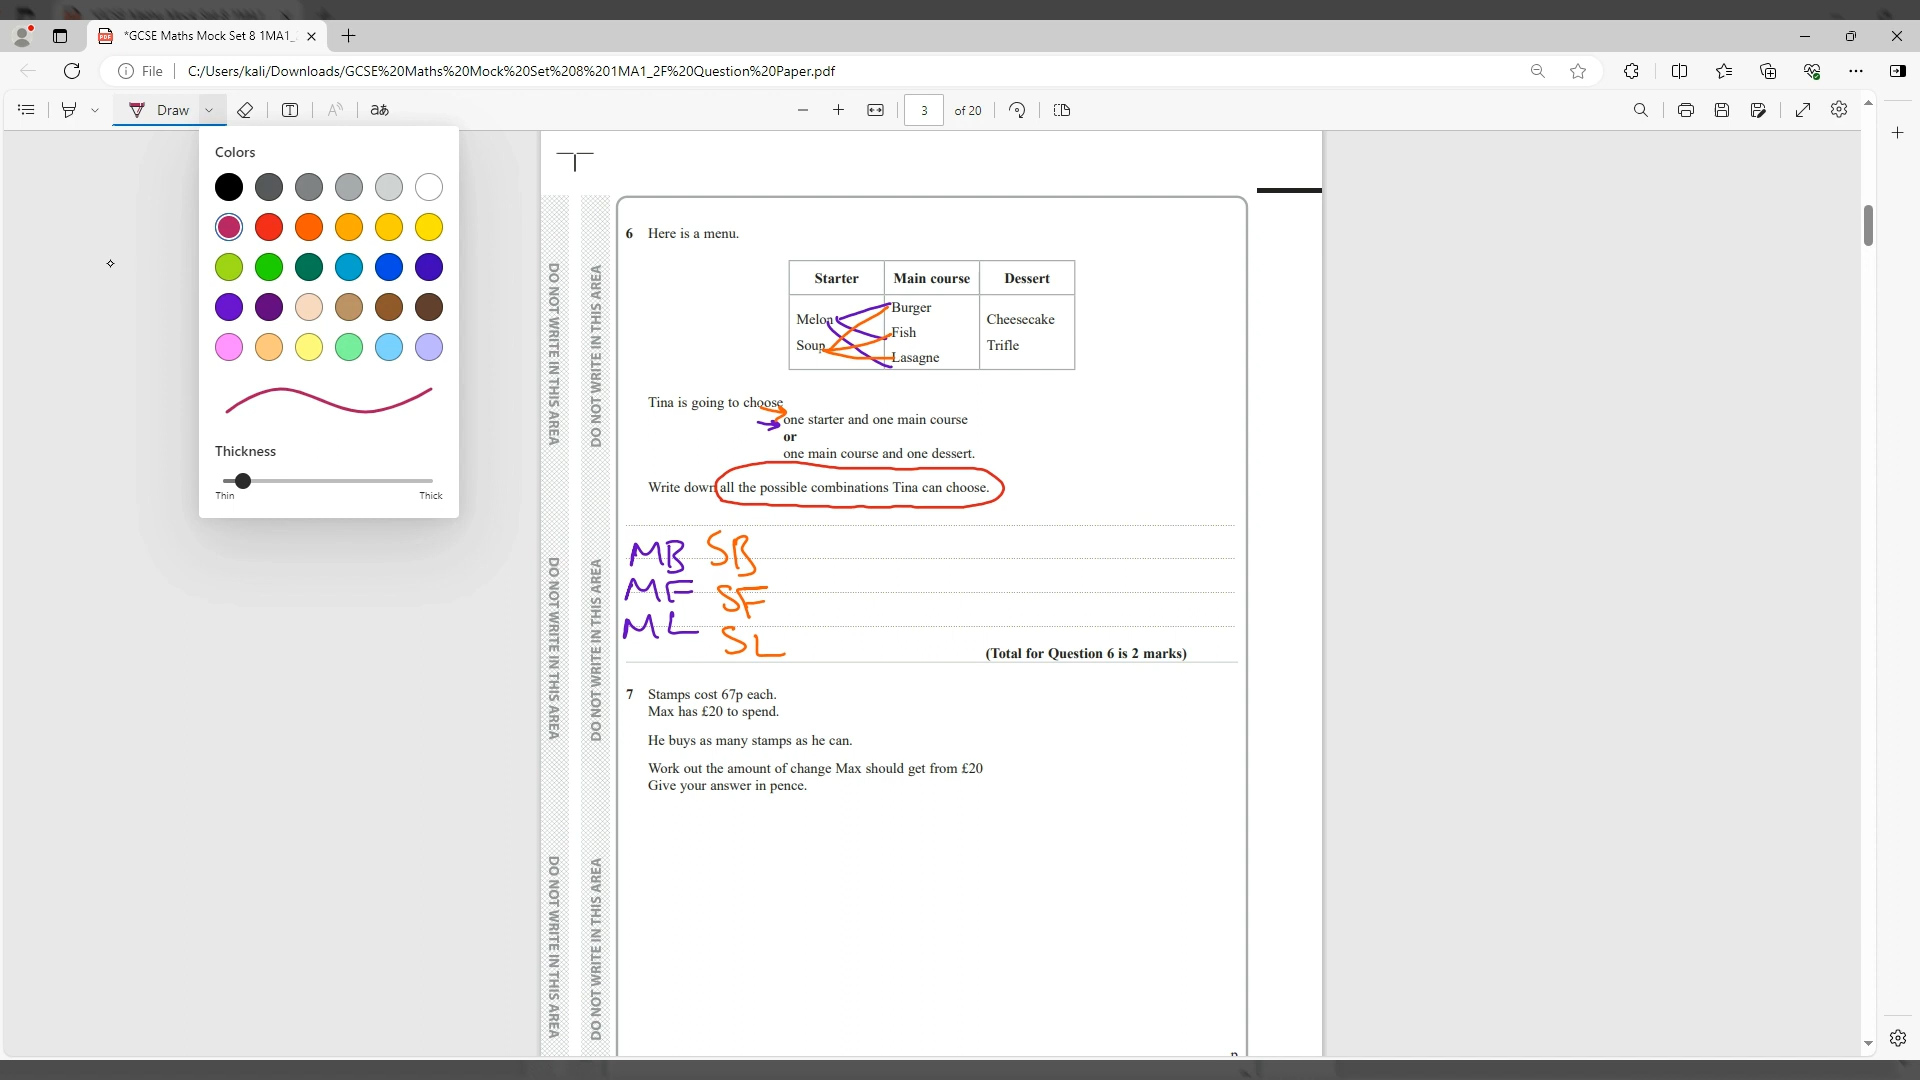 *GCSE Maths Mock Set 8 1MA1_
File
C:/Users/kali/Downloads/GCSE%20Maths%20Mock%20Set%208%201MA1_2F%20Question%20Paper.pdf
Draw
3 of 20
Colors
Thickness
Thin Thick
DO NOT WRITE IN THIS AREA
DO NOT WRITE IN THIS AREA
DO NOT WRITE IN THIS AREA
DO NOT WRITE IN THIS AREA
DO NOT WRITE IN THIS AREA
DO NOT WRITE IN THIS AREA
6 Here is a menu.
Starter Main course Dessert
Melon Burger Cheesecake
Soup Fish Trifle
Lasagne
Tina is going to choose
one starter and one main course
or
one main course and one dessert.
Write down all the possible combinations Tina can choose.
MB SB
MF SF
ML SL
(Total for Question 6 is 2 marks)
7 Stamps cost 67p each.
Max has £20 to spend.
He buys as many stamps as he can.
Work out the amount of change Max should get from £20
Give your answer in pence.